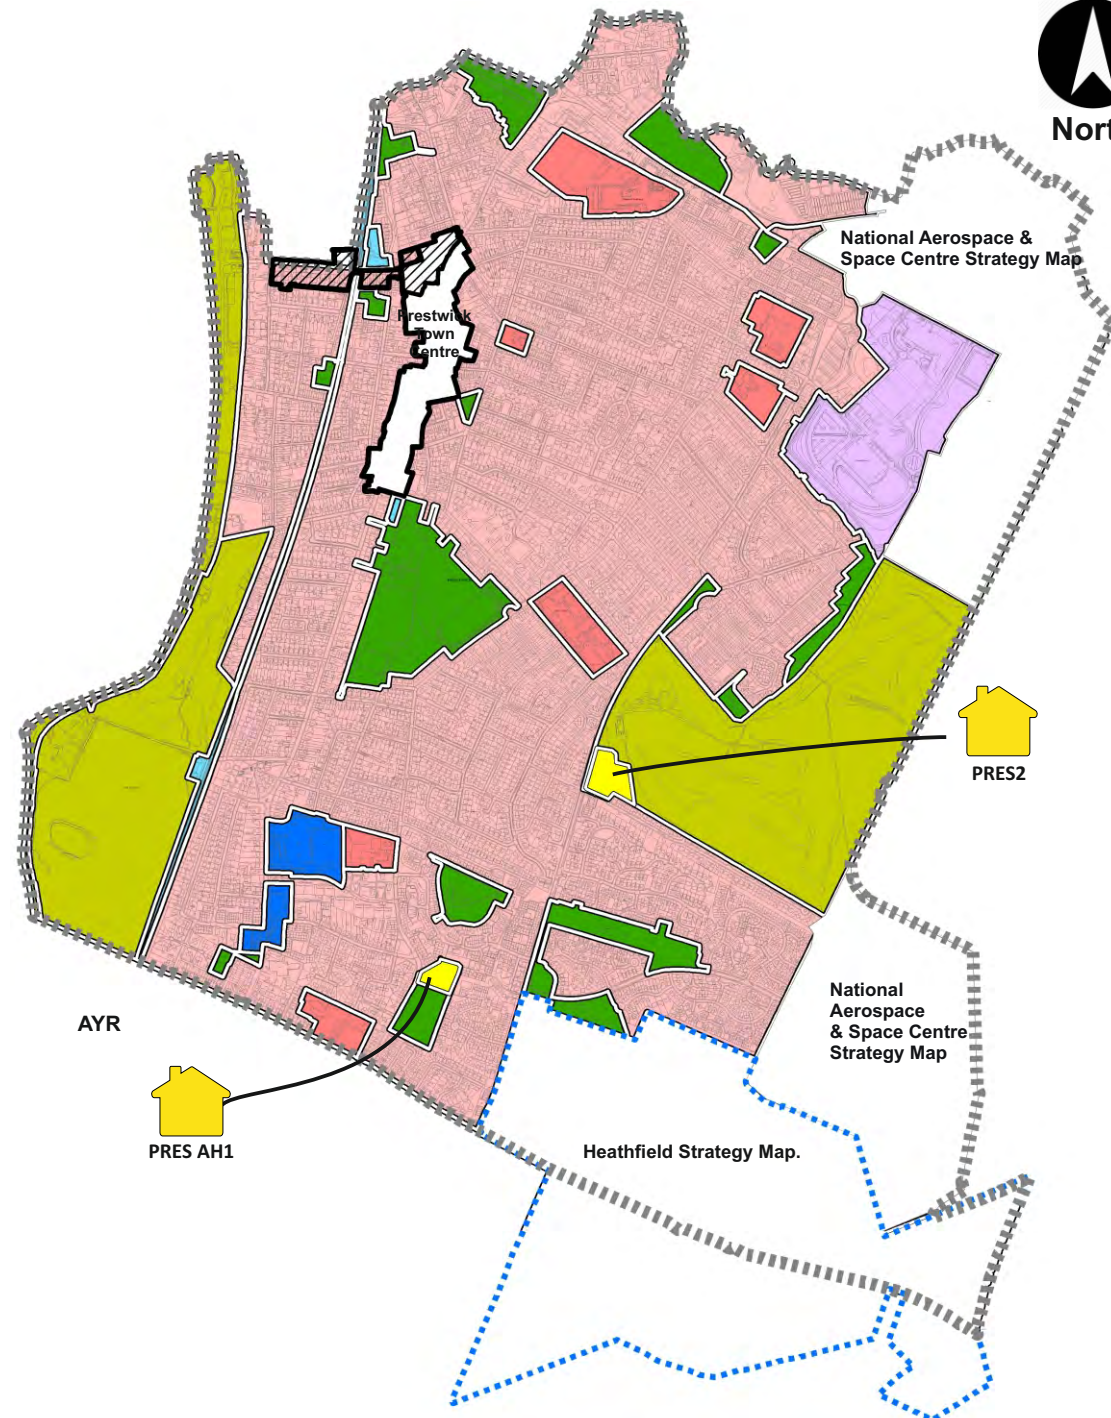 Nort
National Aerospace &
Space Centre Strategy Map
Prestwick
Town
Centre
PRES2
National
Aerospace
& Space Centre
Strategy Map
AYR
PRES AH1
Heathfield Strategy Map.